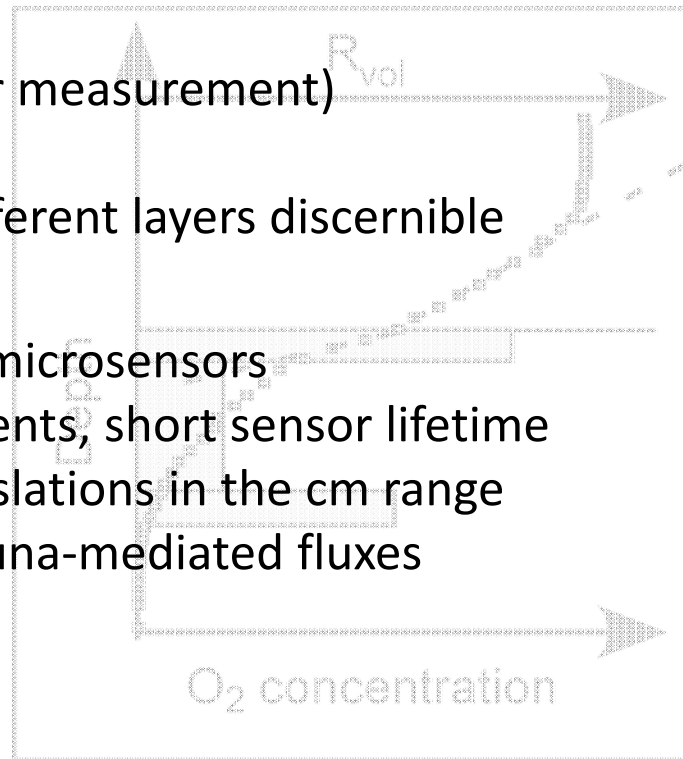 R_vol
r measurement)
ferent layers discernible
microsensors
Depth
ents, short sensor lifetime
slations in the cm range
una-mediated fluxes
O₂ concentration